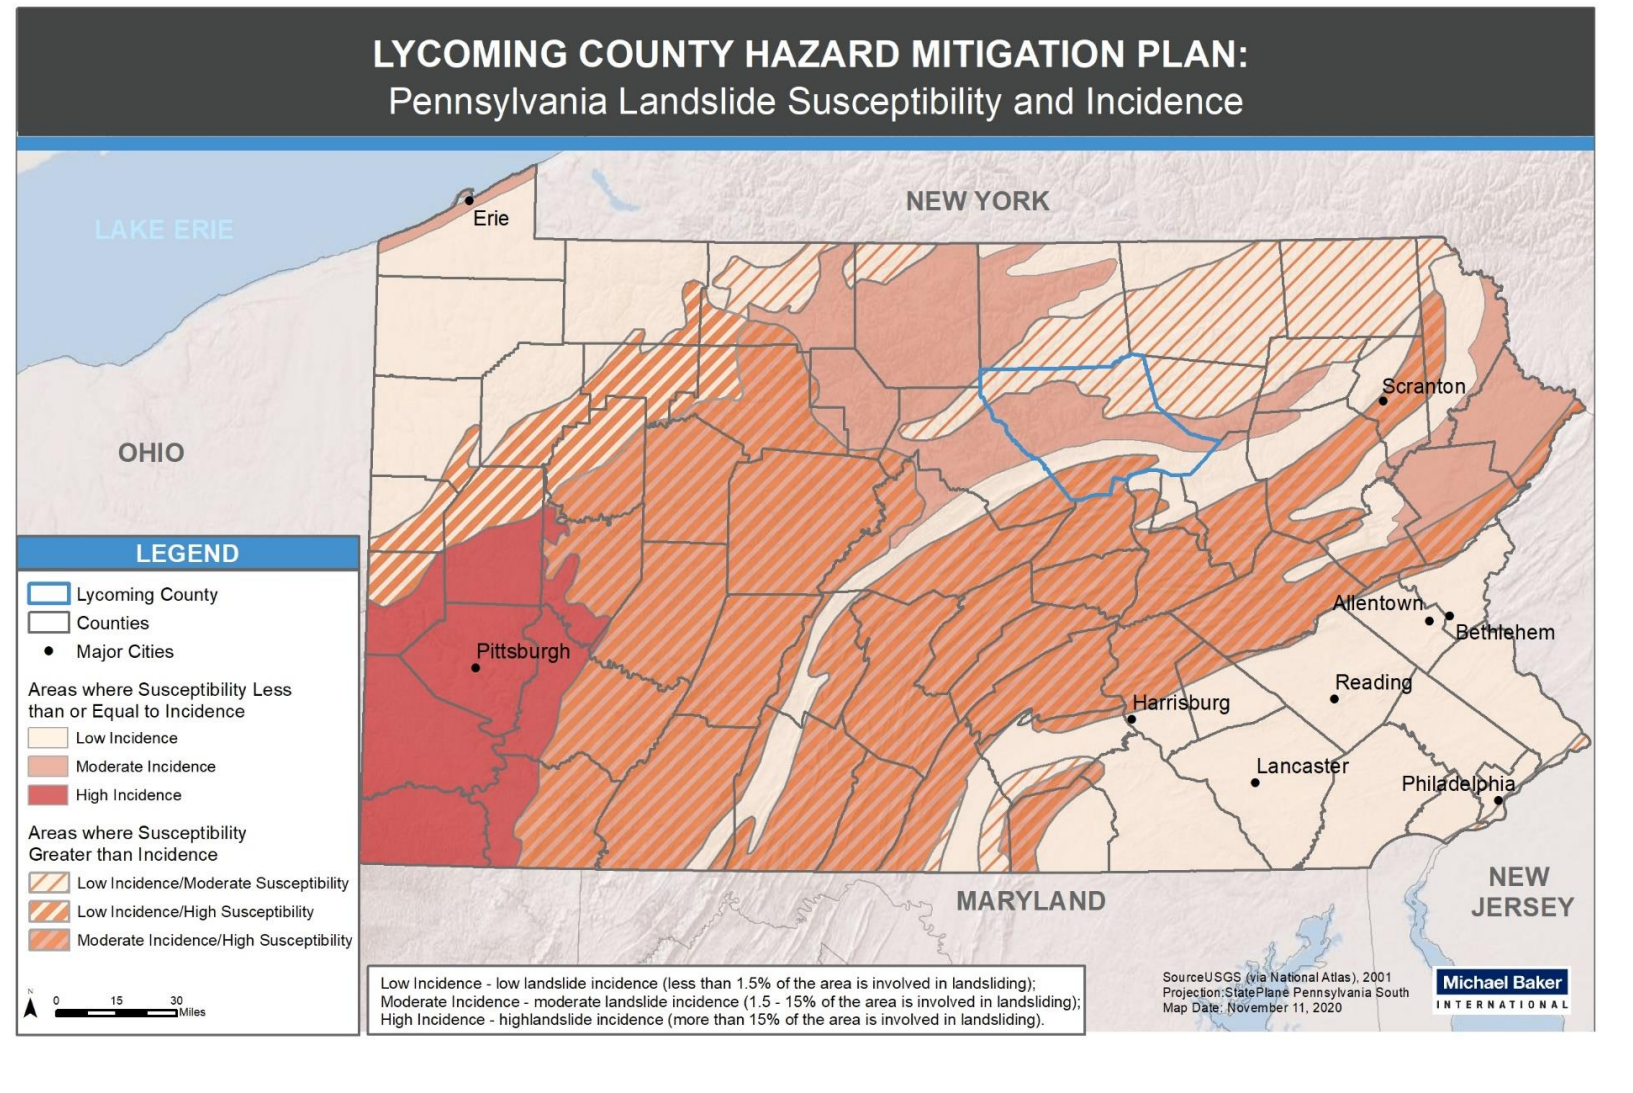 LYCOMING COUNTY HAZARD MITIGATION PLAN:
Pennsylvania Landslide Susceptibility and Incidence
NEW YORK
LAKE ERIE
Erie
Scranton
OHIO
Allentown
Bethlehem
Pittsburgh
Reading
Harrisburg
Lancaster
Philadelphia
MARYLAND
NEW
JERSEY
LEGEND
Lycoming County
Counties
Major Cities
Areas where Susceptibility Less
than or Equal to Incidence
Low Incidence
Moderate Incidence
High Incidence
Areas where Susceptibility
Greater than Incidence
Low Incidence/Moderate Susceptibility
Low Incidence/High Susceptibility
Moderate Incidence/High Susceptibility
N
0 15 30
Miles
Low Incidence - low landslide incidence (less than 1.5% of the area is involved in landsliding);
Moderate Incidence - moderate landslide incidence (1.5 - 15% of the area is involved in landsliding);
High Incidence - highlandslide incidence (more than 15% of the area is involved in landsliding).
SourceUSGS (via National Atlas), 2001
Projection:StatePlane Pennsylvania South
Map Date: November 11, 2020
Michael Baker
INTERNATIONAL